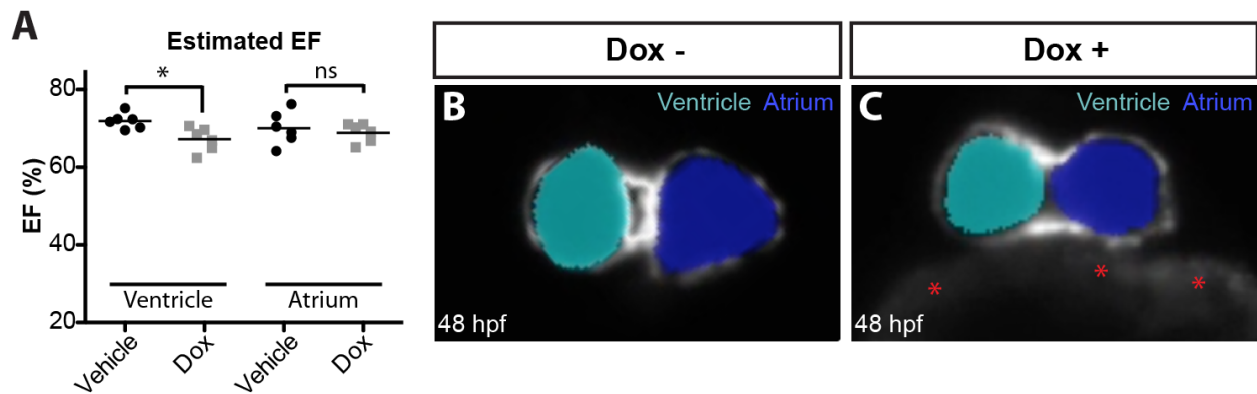 A
Estimated EF
*
ns
EF (%)
80
60
40
20
Ventricle
Atrium
Vehicle
Dox
Vehicle
Dox
Dox -
B
Ventricle Atrium
48 hpf
Dox +
C
Ventricle Atrium
*
*
*
48 hpf